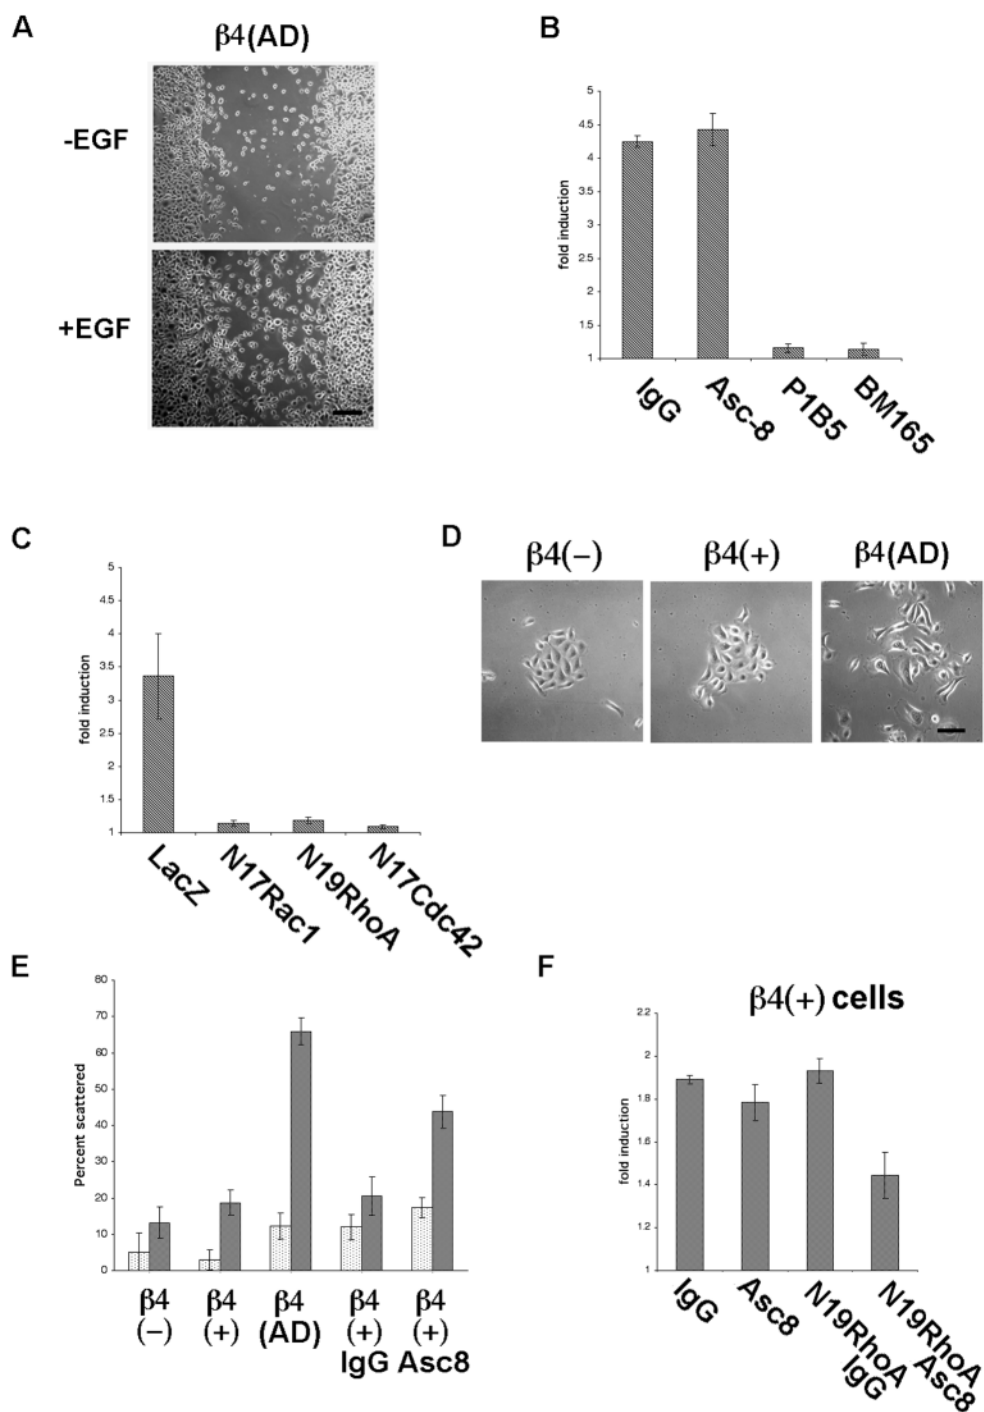 A
β4(AD)
-EGF
+EGF
B
fold induction
5
4.5
4
3.5
3
2.5
2
1.5
1
IgG
Asc-8
P1B5
BM165
C
fold induction
5
4.5
4
3.5
3
2.5
2
1.5
1
LacZ
N17Rac1
N19RhoA
N17Cdc42
D
β4(−)
β4(+)
β4(AD)
E
Percent scattered
80
70
60
50
40
30
20
10
0
β4 β4 β4 β4 β4
(−) (+) (AD) (+) (+)
IgG Asc8
F
β4(+) cells
fold induction
2.2
2
1.8
1.6
1.4
1.2
1
IgG
Asc8
N19RhoA
IgG
N19RhoA
Asc8